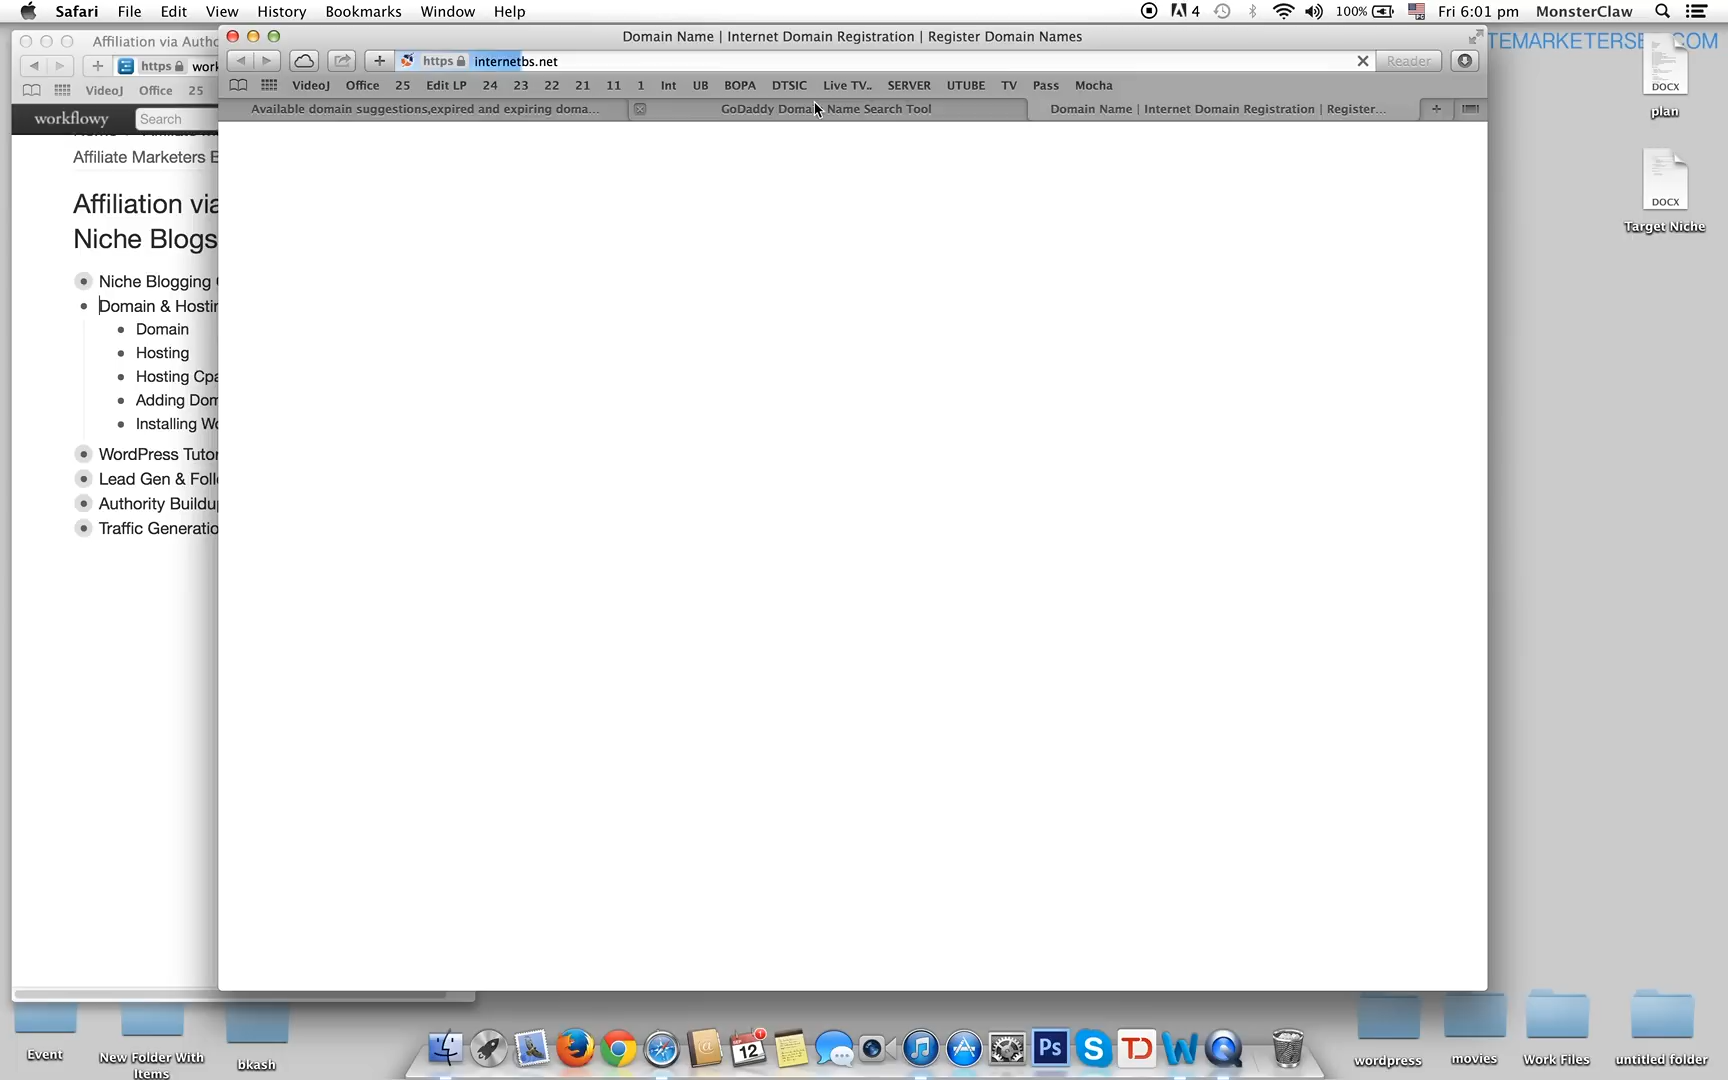 Safari File Edit View History Bookmarks Window Help 4 100% Fri 6:01 pm MonsterClaw
TEMARKETERSB COM
Affiliation via Autho
https work
VideoJ Office 25
workflowy Search
Affiliate Marketers B
Affiliation via
Niche Blogs
Niche Blogging
Domain & Hostin
Domain
Hosting
Hosting Cpa
Adding Dom
Installing Wo
WordPress Tutor
Lead Gen & Follo
Authority Buildup
Traffic Generatio
Domain Name | Internet Domain Registration | Register Domain Names
https internetbs.net Reader
VideoJ Office 25 Edit LP 24 23 22 21 11 1 Int UB BOPA DTSIC Live TV.. SERVER UTUBE TV Pass Mocha
Available domain suggestions,expired and expiring doma...
GoDaddy Domain Name Search Tool
Domain Name | Internet Domain Registration | Register...
DOCX
plan
DOCX
Target Niche
Event
New Folder With
Items
bkash
12
Ps
TD
wordpress
movies
Work Files
untitled folder